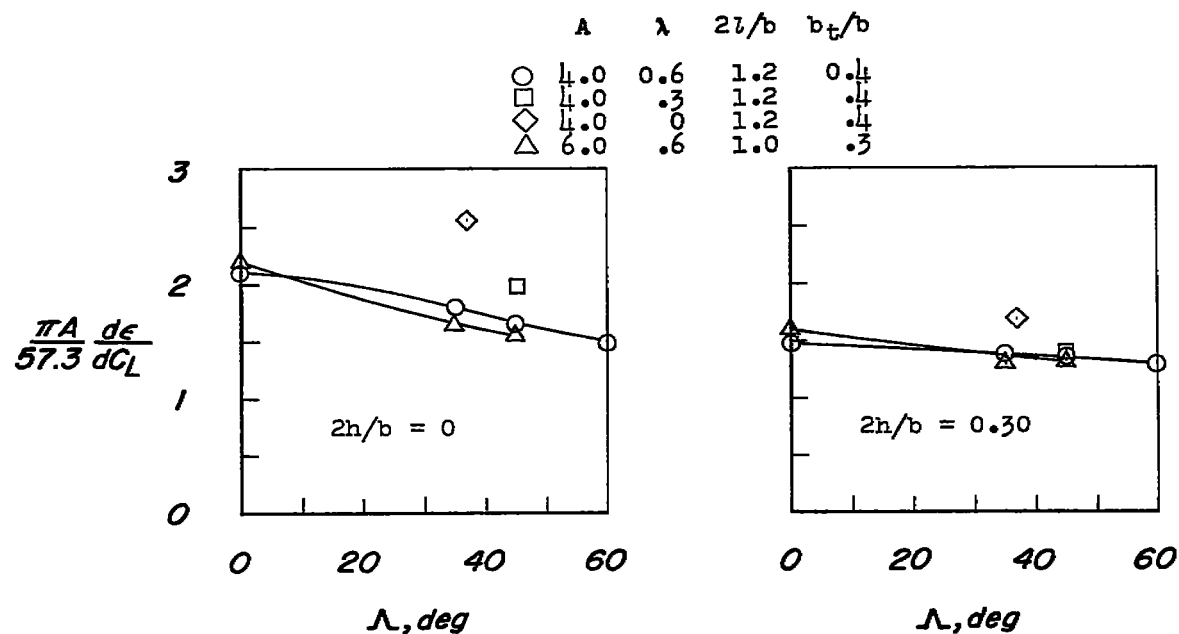 A λ 2l/b b_t/b
○ 4.0 0.6 1.2 0.4
□ 4.0 .3 1.2 .4
◇ 4.0 0 1.2 .4
△ 6.0 .6 1.0 .3
3
2
1
0
πA/57.3 dε/dC_L
2h/b = 0
0 20 40 60
Λ, deg
2h/b = 0.30
0 20 40 60
Λ, deg